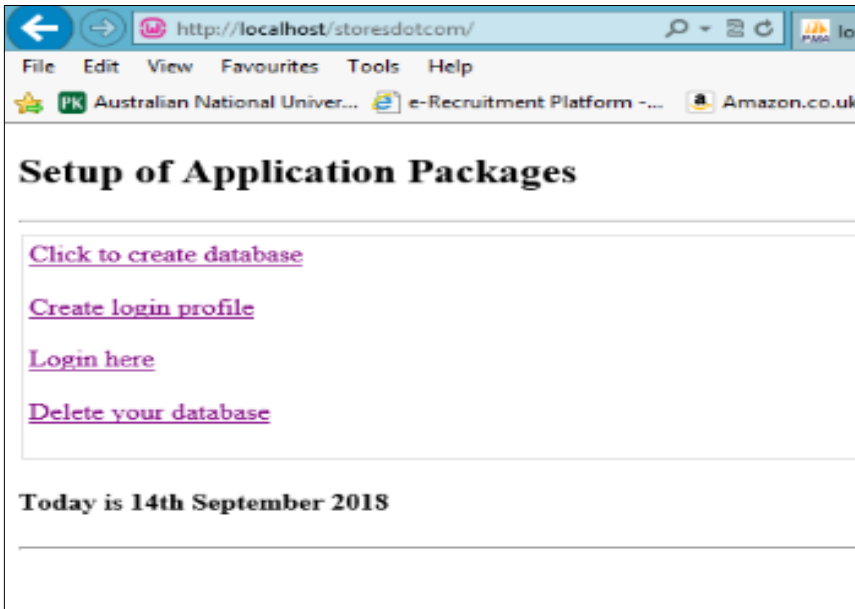 http://localhost/storesdotcom/
lo
File Edit View Favourites Tools Help
PK Australian National Univer... e-Recruitment Platform -... a Amazon.co.uk
Setup of Application Packages
Click to create database
Create login profile
Login here
Delete your database
Today is 14th September 2018